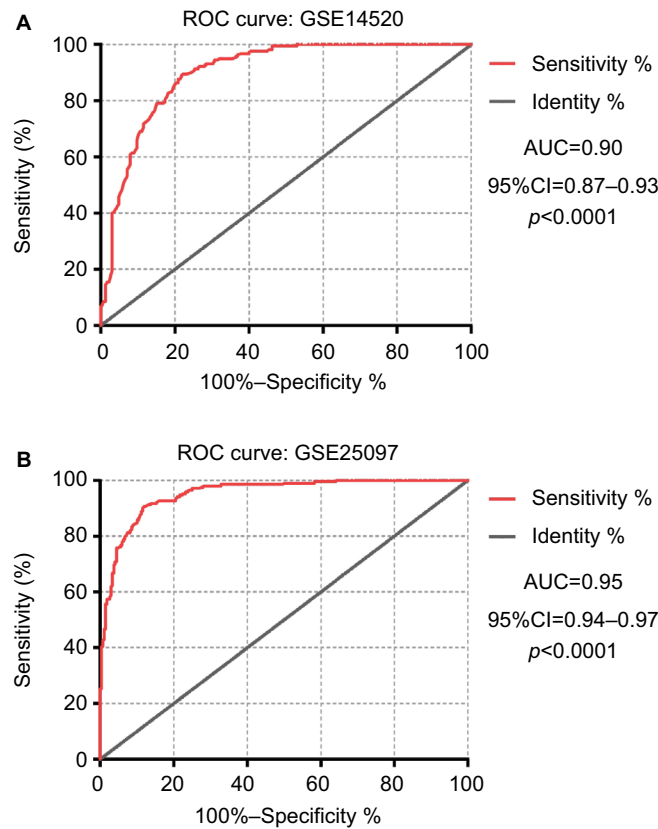 A
ROC curve: GSE14520
Sensitivity (%)
100
80
60
40
20
0
0 20 40 60 80 100
100%–Specificity %
Sensitivity %
Identity %
AUC=0.90
95%CI=0.87–0.93
p<0.0001
B
ROC curve: GSE25097
Sensitivity (%)
100
80
60
40
20
0
0 20 40 60 80 100
100%–Specificity %
Sensitivity %
Identity %
AUC=0.95
95%CI=0.94–0.97
p<0.0001